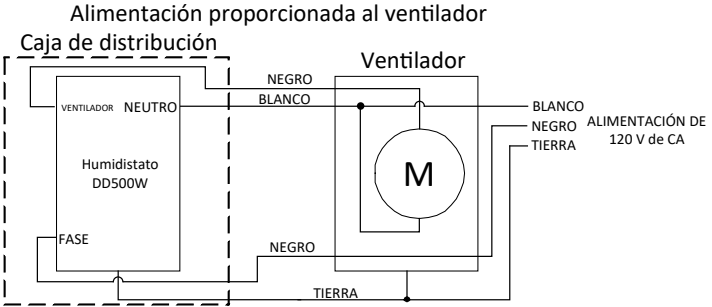 Alimentación proporcionada al ventilador
Caja de distribución
Ventilador
NEGRO
BLANCO
VENTILADOR NEUTRO
BLANCO
NEGRO
TIERRA
ALIMENTACIÓN DE
120 V de CA
Humidistato
DD500W
M
FASE
NEGRO
TIERRA